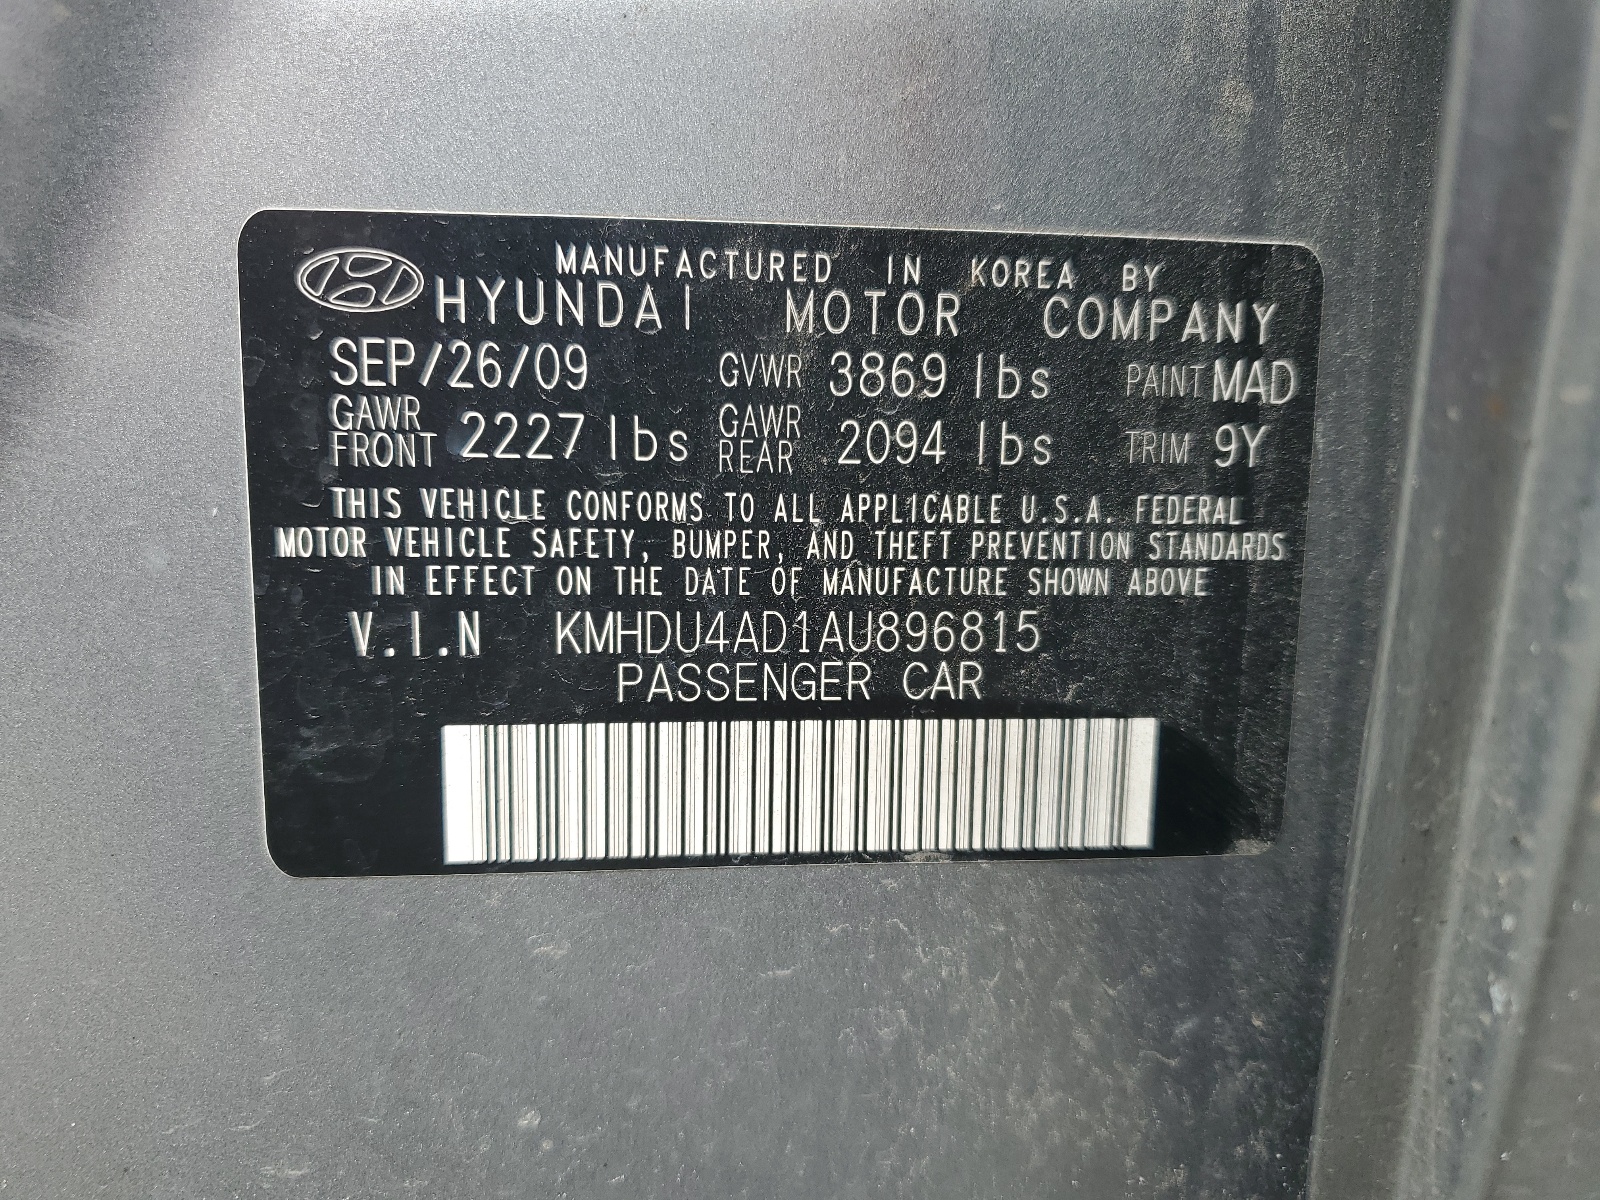 MANUFACTURED IN KOREA BY
HYUNDAI MOTOR COMPANY
SEP/26/09 GVWR 3869 lbs PAINT MAD
GAWR FRONT 2227 lbs GAWR REAR 2094 lbs TRIM 9Y
THIS VEHICLE CONFORMS TO ALL APPLICABLE U.S.A. FEDERAL
MOTOR VEHICLE SAFETY, BUMPER, AND THEFT PREVENTION STANDARDS
IN EFFECT ON THE DATE OF MANUFACTURE SHOWN ABOVE
V.I.N KMHDU4AD1AU896815
PASSENGER CAR